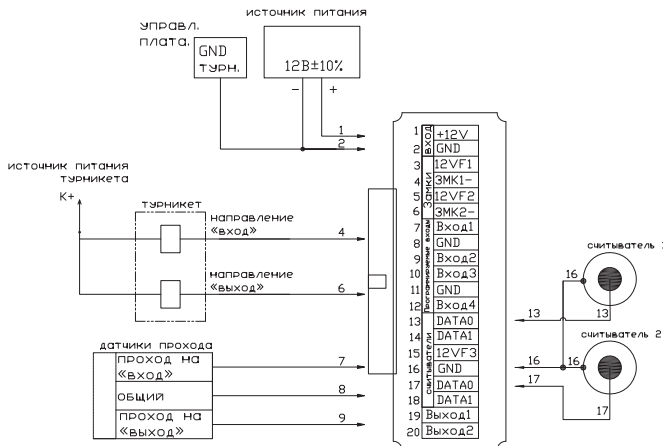 источник питания
УПРАВЛ.
ПЛАТА.
GND
ТУРН.
12В±10%
−
+
1
2
источник питания
турникета
К+
турникет
направление
«вход»
4
направление
«выход»
6
датчики прохода
ПРОХОД НА
«ВХОД»
7
ОБЩИЙ
8
ПРОХОД НА
«ВЫХОД»
9
ВХОД
Замки
Программируемые входы
считыватели
1 +12V
2 GND
3 12VF1
4 ЗМК1-
5 12VF2
6 ЗМК2-
7 Вход1
8 GND
9 Вход2
10 Вход3
11 GND
12 Вход4
13 DATA0
14 DATA1
15 12VF3
16 GND
17 DATA0
18 DATA1
19 Выход1
20 Выход2
считыватель
16
13
13
считыватель 2
16
16
17
17